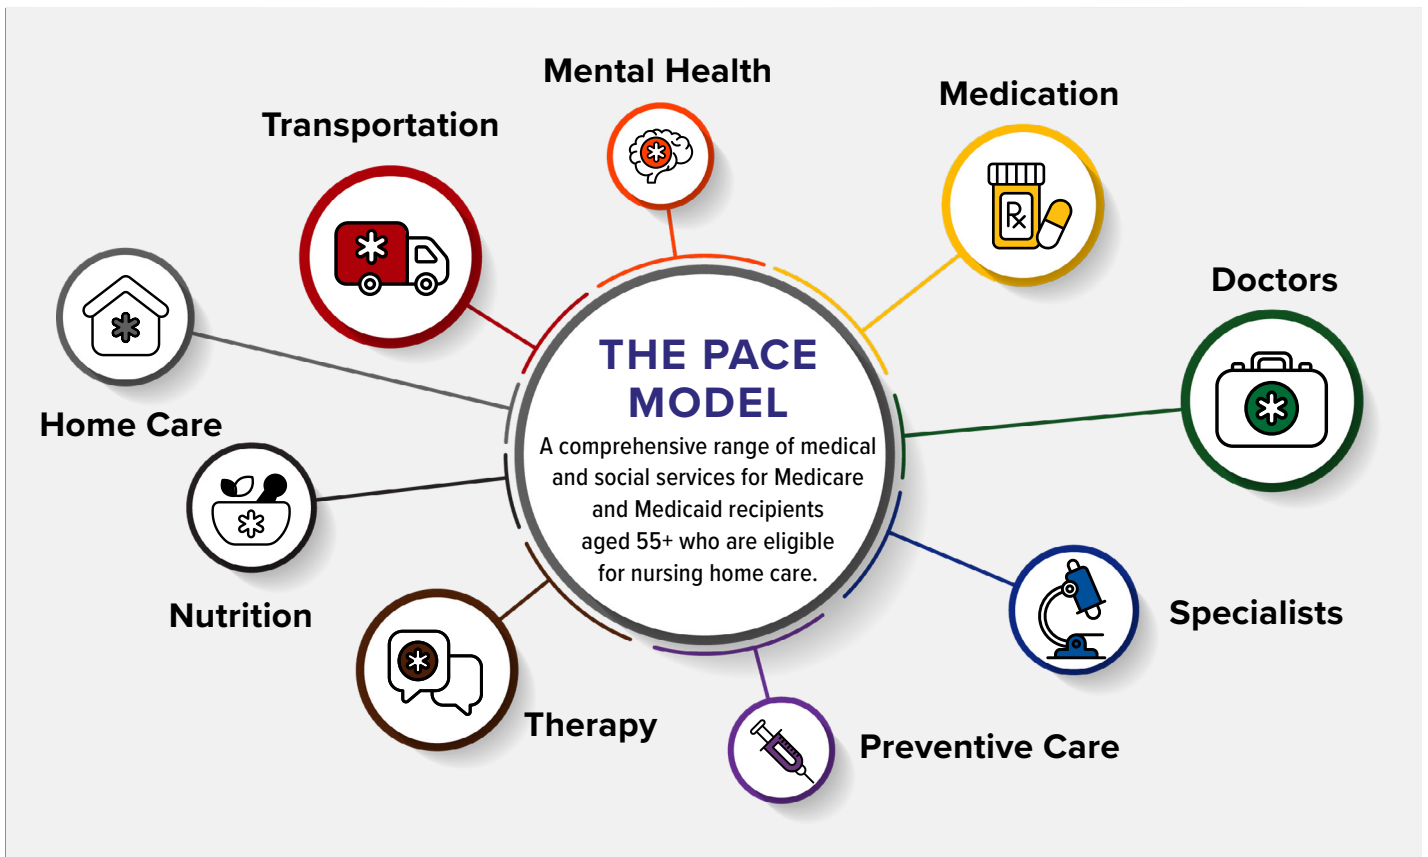 Mental Health
Medication
Transportation
Rx
Doctors
THE PACE
MODEL
A comprehensive range of medical
and social services for Medicare
and Medicaid recipients
aged 55+ who are eligible
for nursing home care.
Home Care
Nutrition
Specialists
Therapy
Preventive Care